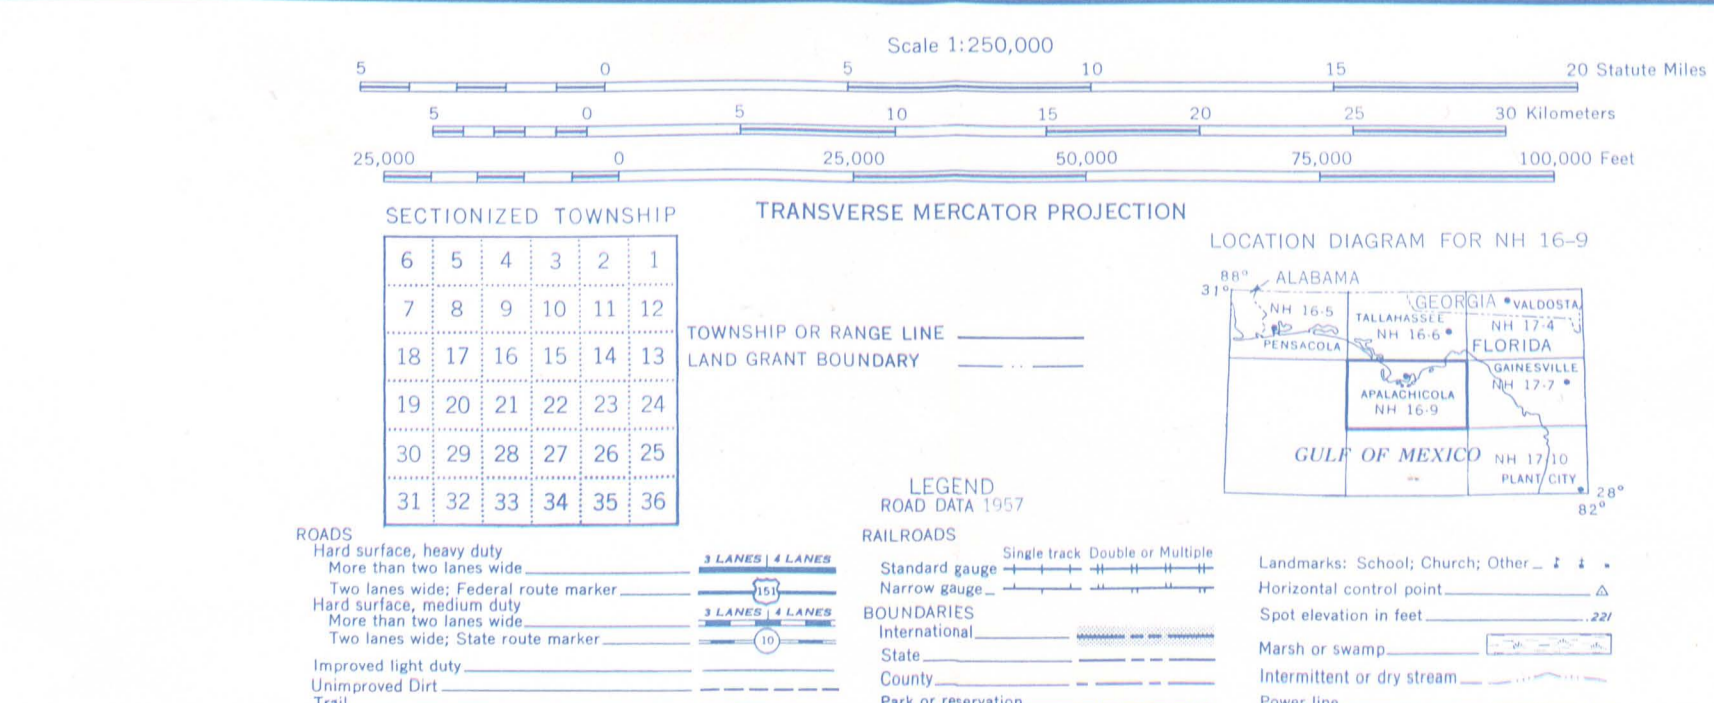 Scale 1:250,000
5 0 5 10 15 20 Statute Miles
5 0 5 10 15 20 25 30 Kilometers
25,000 0 25,000 50,000 75,000 100,000 Feet
SECTIONIZED TOWNSHIP
6 5 4 3 2 1
7 8 9 10 11 12
18 17 16 15 14 13
19 20 21 22 23 24
30 29 28 27 26 25
31 32 33 34 35 36
TRANSVERSE MERCATOR PROJECTION
TOWNSHIP OR RANGE LINE
LAND GRANT BOUNDARY
LOCATION DIAGRAM FOR NH 16-9
88° ALABAMA
31°
GEORGIA VALDOSTA
NH 16-5
TALLAHASSEE
NH 16-6
NH 17-4
PENSACOLA
FLORIDA
GAINESVILLE
NH 17-7
APALACHICOLA
NH 16-9
GULF OF MEXICO
NH 17 10
PLANT CITY
28°
82°
LEGEND
ROAD DATA 1957
ROADS
Hard surface, heavy duty
More than two lanes wide 3 LANES | 4 LANES
Two lanes wide; Federal route marker 151
Hard surface, medium duty
More than two lanes wide 3 LANES | 4 LANES
Two lanes wide; State route marker 10
Improved light duty
Unimproved Dirt
Trail
RAILROADS
Single track Double or Multiple
Standard gauge
Narrow gauge
BOUNDARIES
International
State
County
Park or reservation
Landmarks: School; Church; Other
Horizontal control point
Spot elevation in feet .221
Marsh or swamp
Intermittent or dry stream
Power line